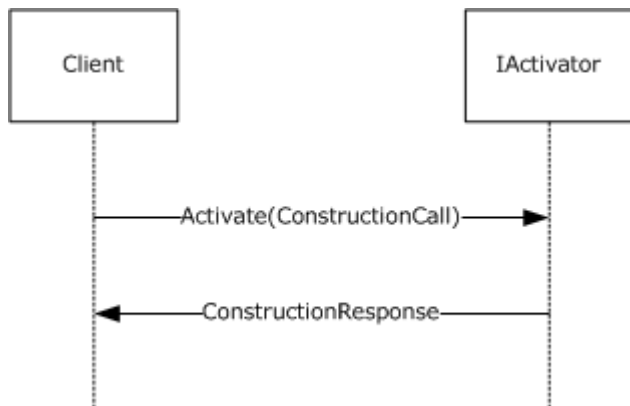 Client
IActivator
Activate(ConstructionCall)
ConstructionResponse